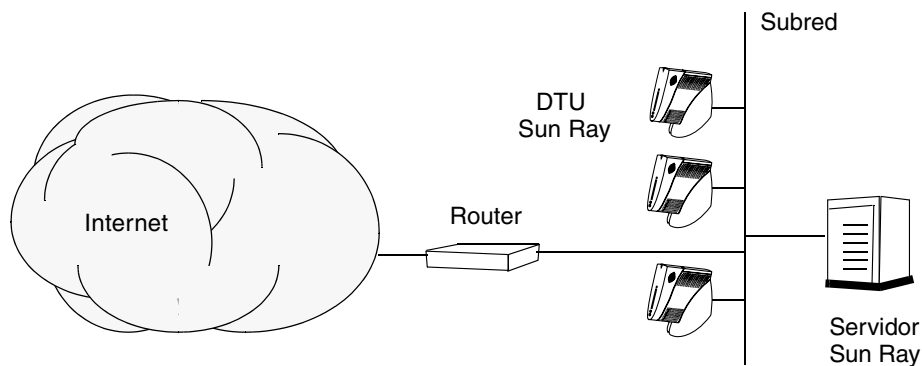 Subred
DTU
Sun Ray
Internet
Router
Servidor
Sun Ray